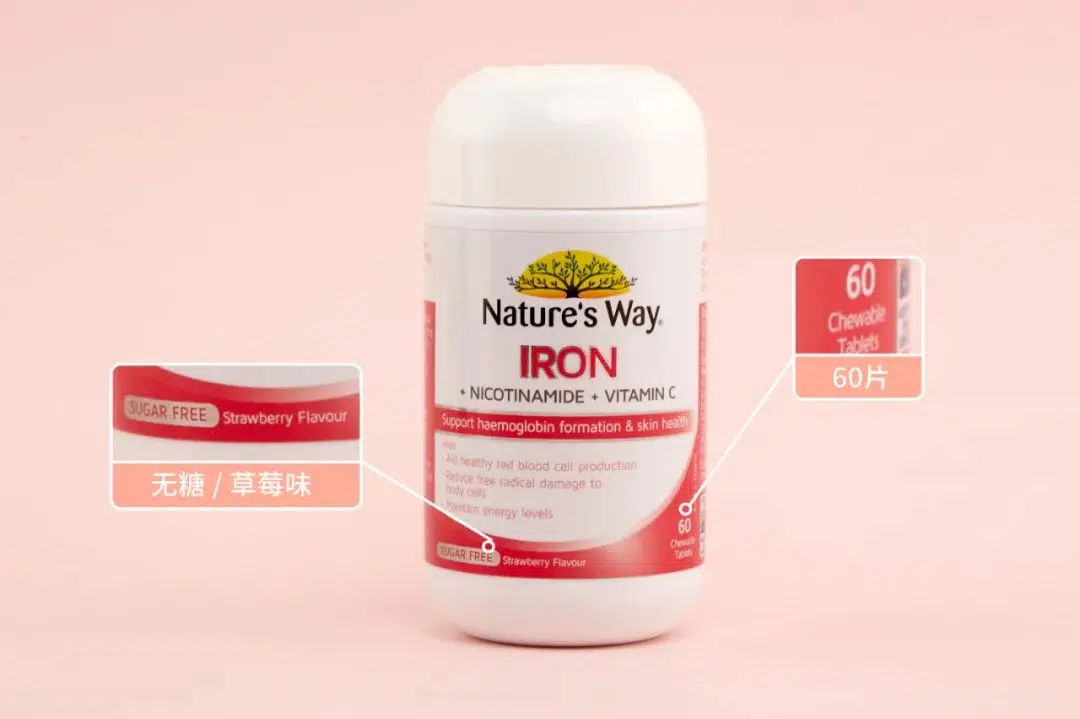 Nature's Way
IRON
+ NICOTINAMIDE + VITAMIN C
Support haemoglobin formation & skin health
- Aid healthy red blood cell production
- Reduce free radical damage to
body cells
- Maintain energy levels
SUGAR FREE Strawberry Flavour
60
Chewable
Tablets
SUGAR FREE Strawberry Flavour
无糖 / 草莓味
60
Chewable
Tablets
60片